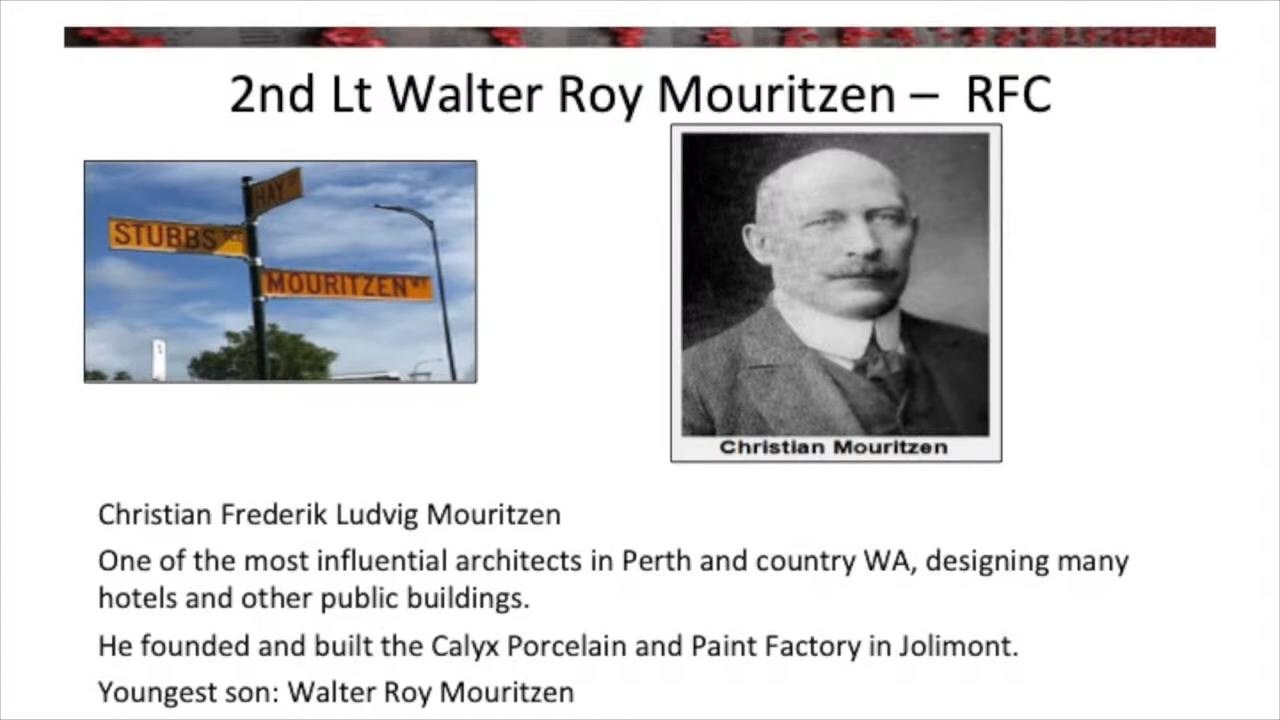 2nd Lt Walter Roy Mouritzen – RFC
HAY
STUBBS
MOURITZEN WY
Christian Mouritzen
Christian Frederik Ludvig Mouritzen
One of the most influential architects in Perth and country WA, designing many
hotels and other public buildings.
He founded and built the Calyx Porcelain and Paint Factory in Jolimont.
Youngest son: Walter Roy Mouritzen